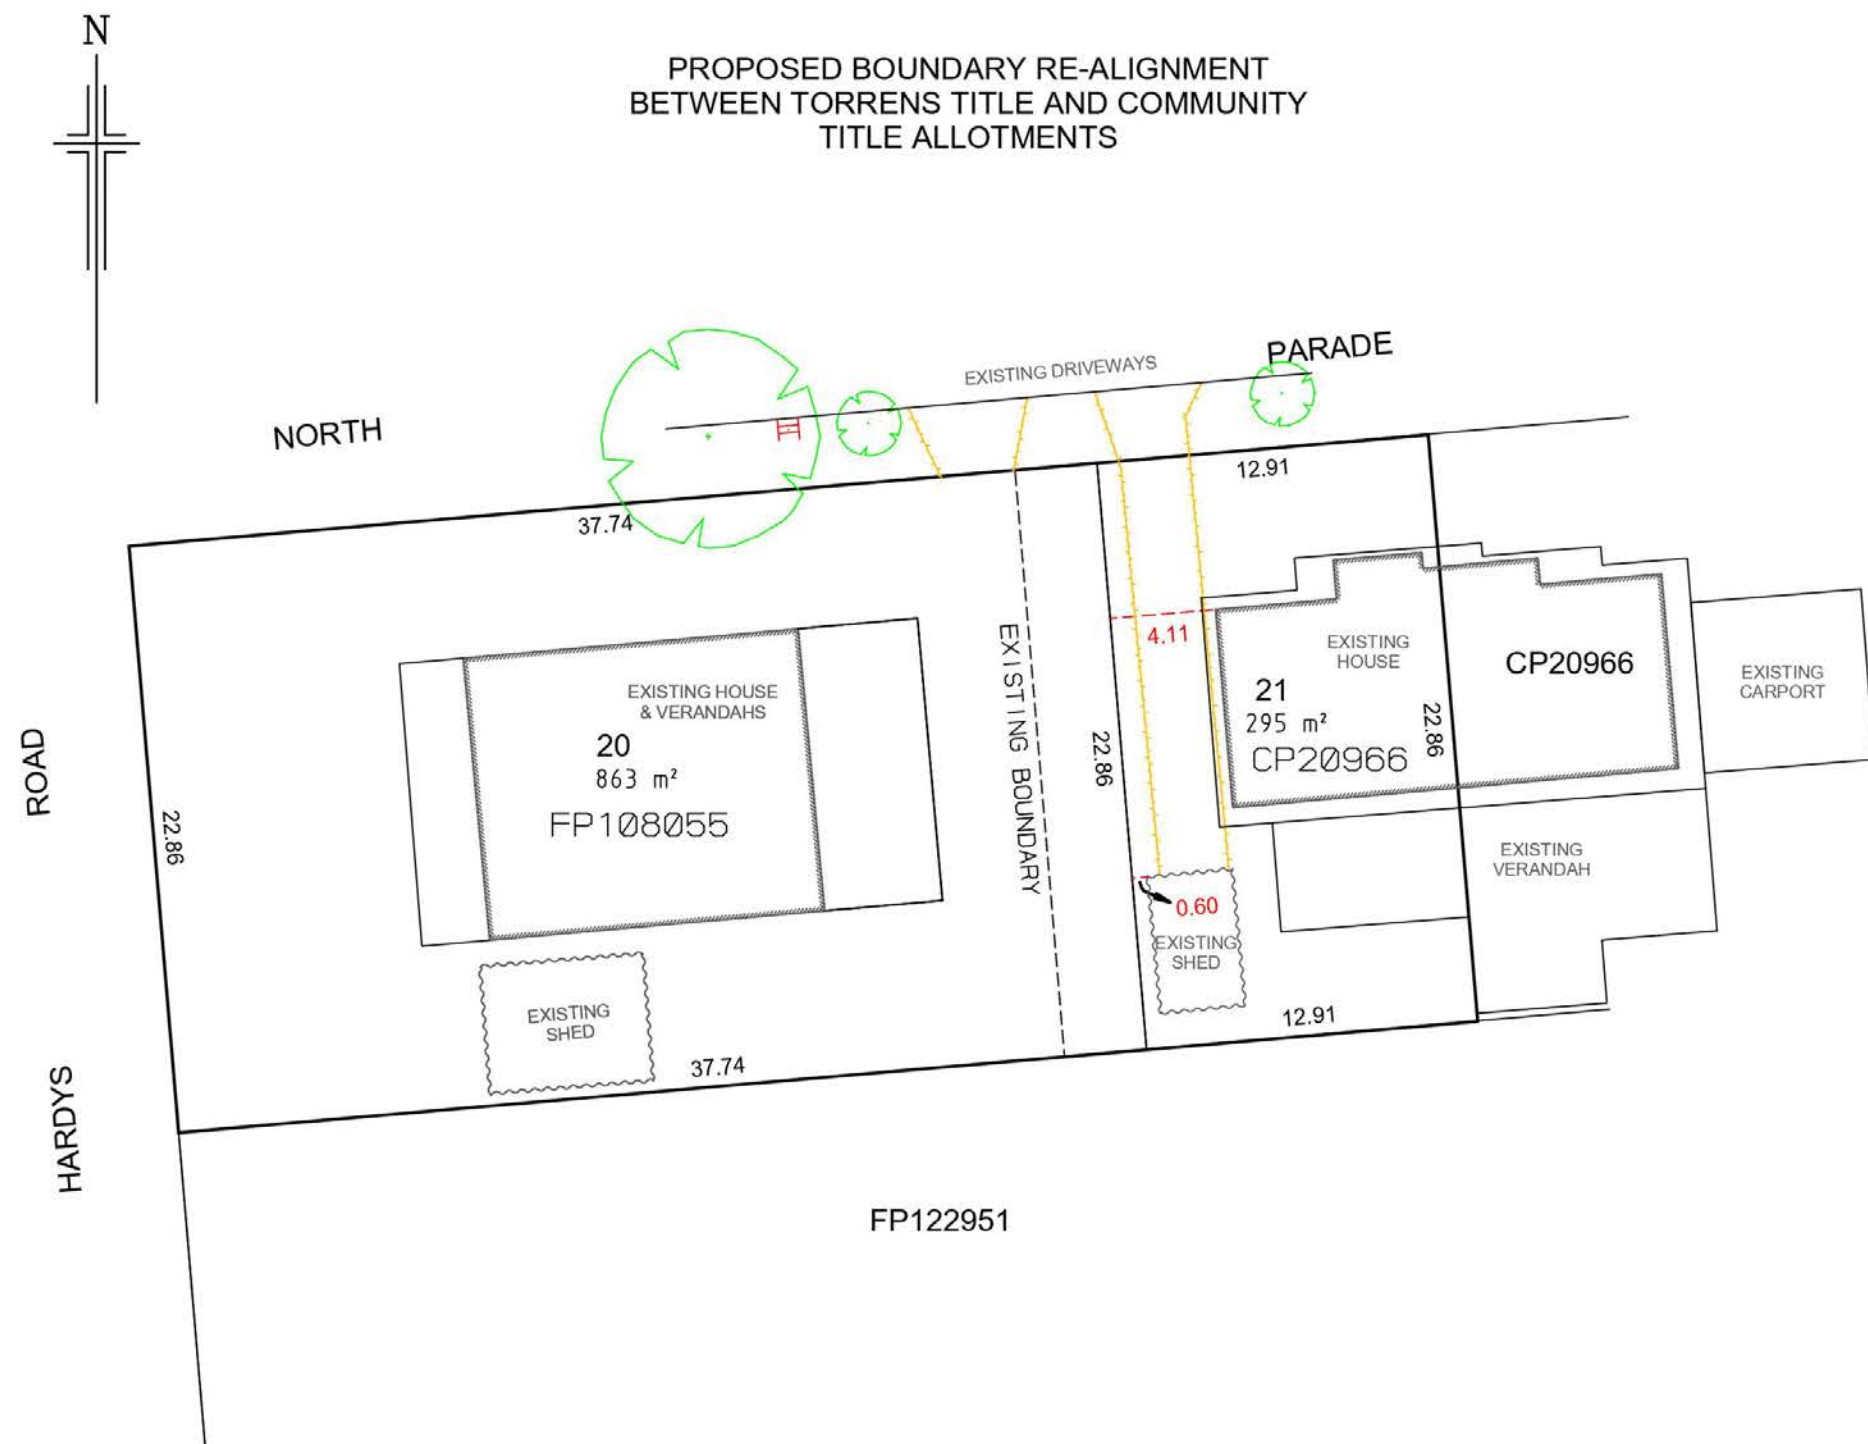 N
PROPOSED BOUNDARY RE-ALIGNMENT
BETWEEN TORRENS TITLE AND COMMUNITY
TITLE ALLOTMENTS
PARADE
EXISTING DRIVEWAYS
NORTH
12.91
37.74
4.11
EXISTING
HOUSE
CP20966
EXISTING
CARPORT
21
295 m²
CP20966
22.86
EXISTING HOUSE
& VERANDAHS
20
863 m²
FP108055
EXISTING BOUNDARY
22.86
ROAD
22.86
EXISTING
VERANDAH
0.60
EXISTING
SHED
EXISTING
SHED
12.91
37.74
HARDYS
FP122951